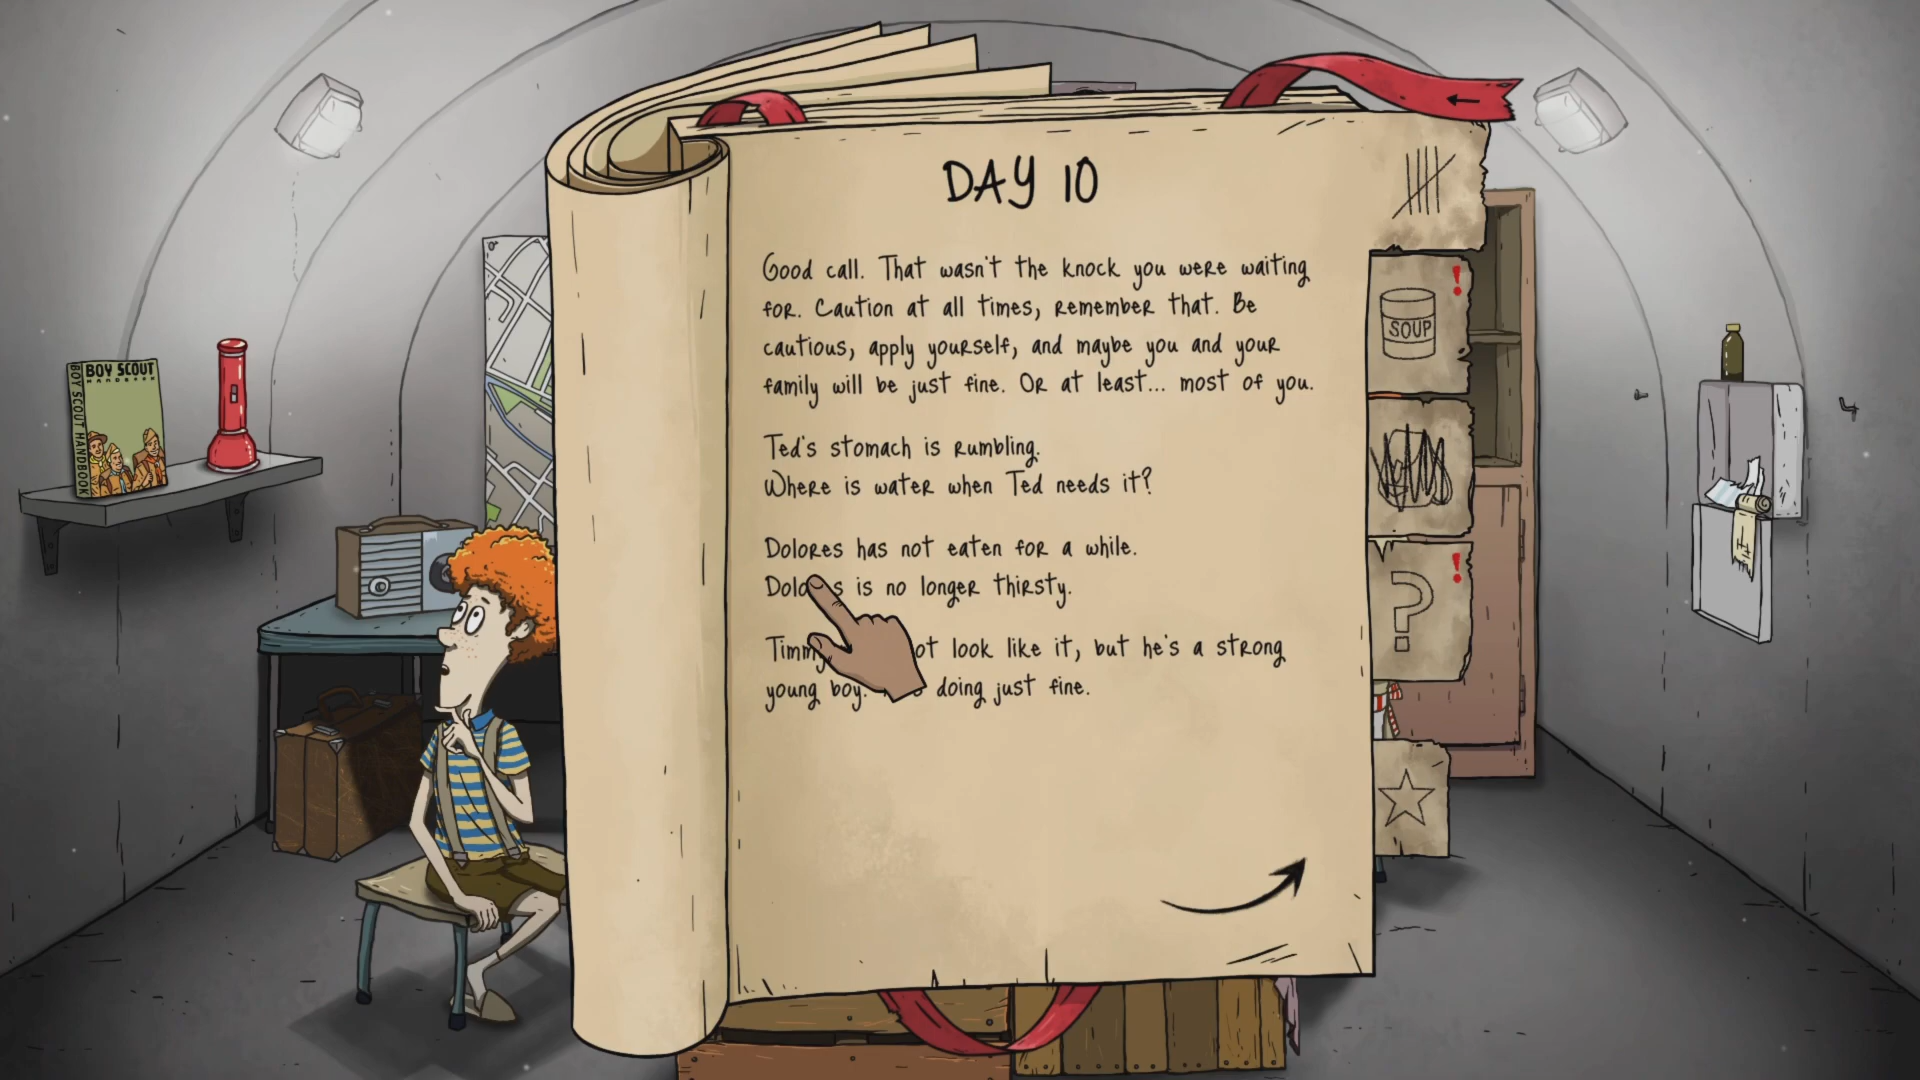 DAY 10
Good call. That wasn't the knock you were waiting
for. Caution at all times, remember that. Be
cautious, apply yourself, and maybe you and your
family will be just fine. Or at least... most of you.
Ted's stomach is rumbling.
Where is water when Ted needs it?
Dolores has not eaten for a while.
is no longer thirsty.
look like it, but he's a strong
young boy. doing just fine.
SOUP
?
!
!
BOY SCOUT
HANDBOOK
BOY SCOUT HANDBOOK